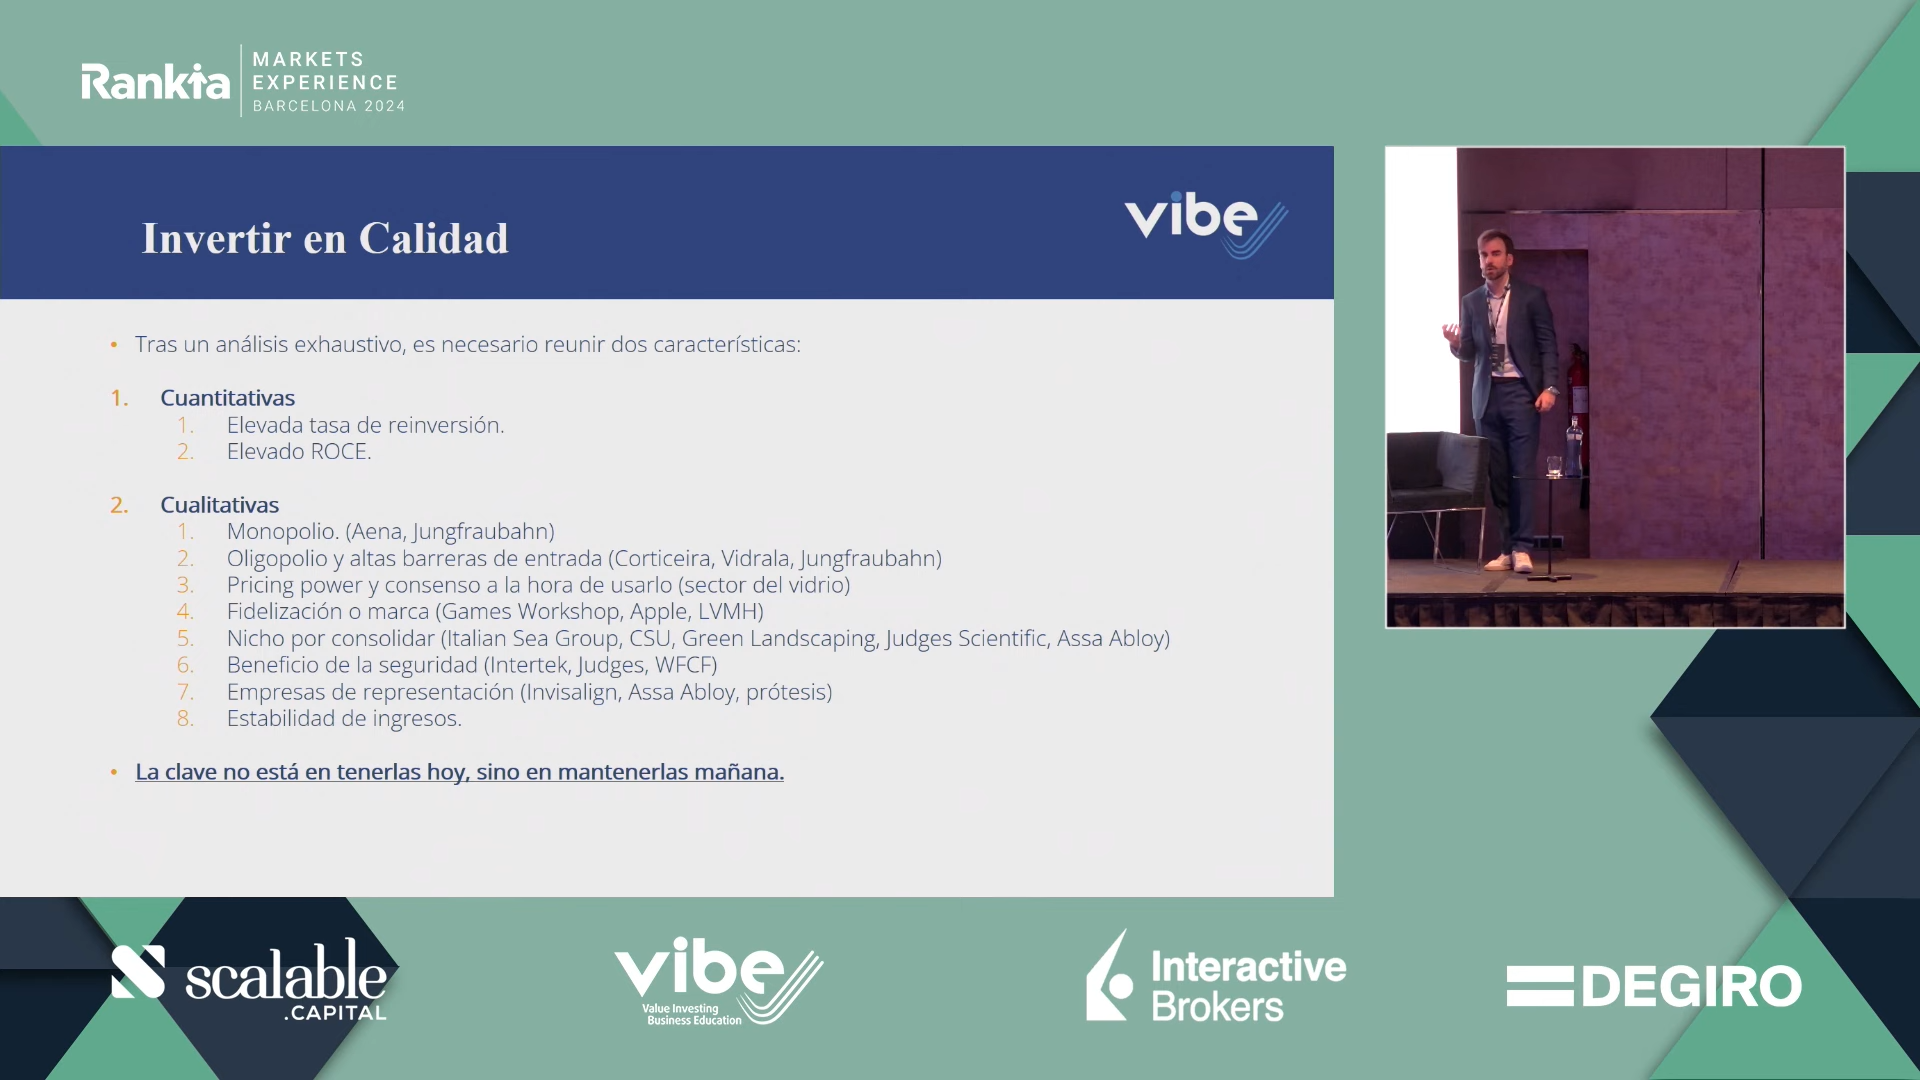 Rankia
MARKETS
EXPERIENCE
BARCELONA 2024
Invertir en Calidad
vibe
• Tras un análisis exhaustivo, es necesario reunir dos características:
1. Cuantitativas
1. Elevada tasa de reinversión.
2. Elevado ROCE.
2. Cualitativas
1. Monopolio. (Aena, Jungfraubahn)
2. Oligopolio y altas barreras de entrada (Corticeira, Vidrala, Jungfraubahn)
3. Pricing power y consenso a la hora de usarlo (sector del vidrio)
4. Fidelización o marca (Games Workshop, Apple, LVMH)
5. Nicho por consolidar (Italian Sea Group, CSU, Green Landscaping, Judges Scientific, Assa Abloy)
6. Beneficio de la seguridad (Intertek, Judges, WFCF)
7. Empresas de representación (Invisalign, Assa Abloy, prótesis)
8. Estabilidad de ingresos.
• La clave no está en tenerlas hoy, sino en mantenerlas mañana.
scalable
.CAPITAL
vibe
Value Investing
Business Education
Interactive
Brokers
DEGIRO